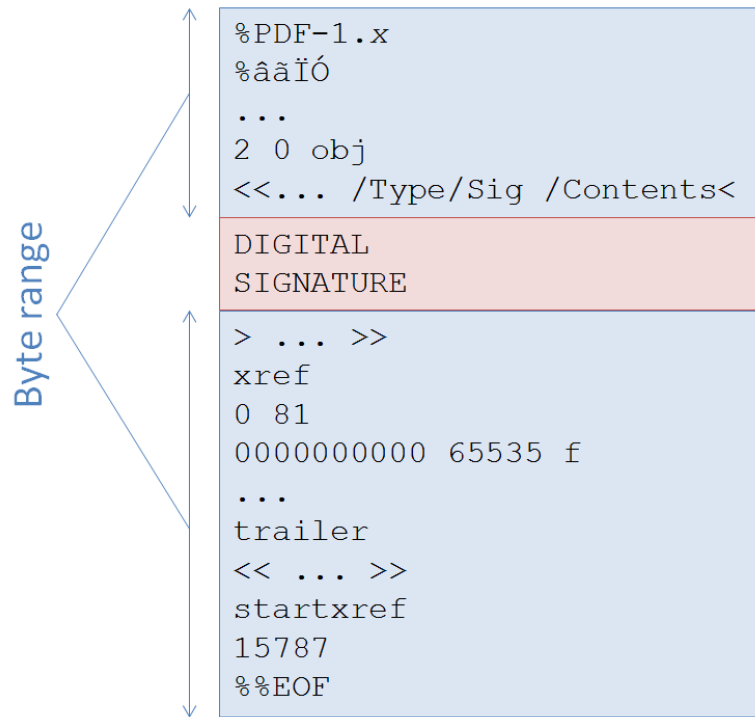 Byte range
%PDF-1.x
%âãÏÓ
...
2 0 obj
<<... /Type/Sig /Contents<
DIGITAL
SIGNATURE
> ... >>
xref
0 81
0000000000 65535 f
...
trailer
<< ... >>
startxref
15787
%%EOF